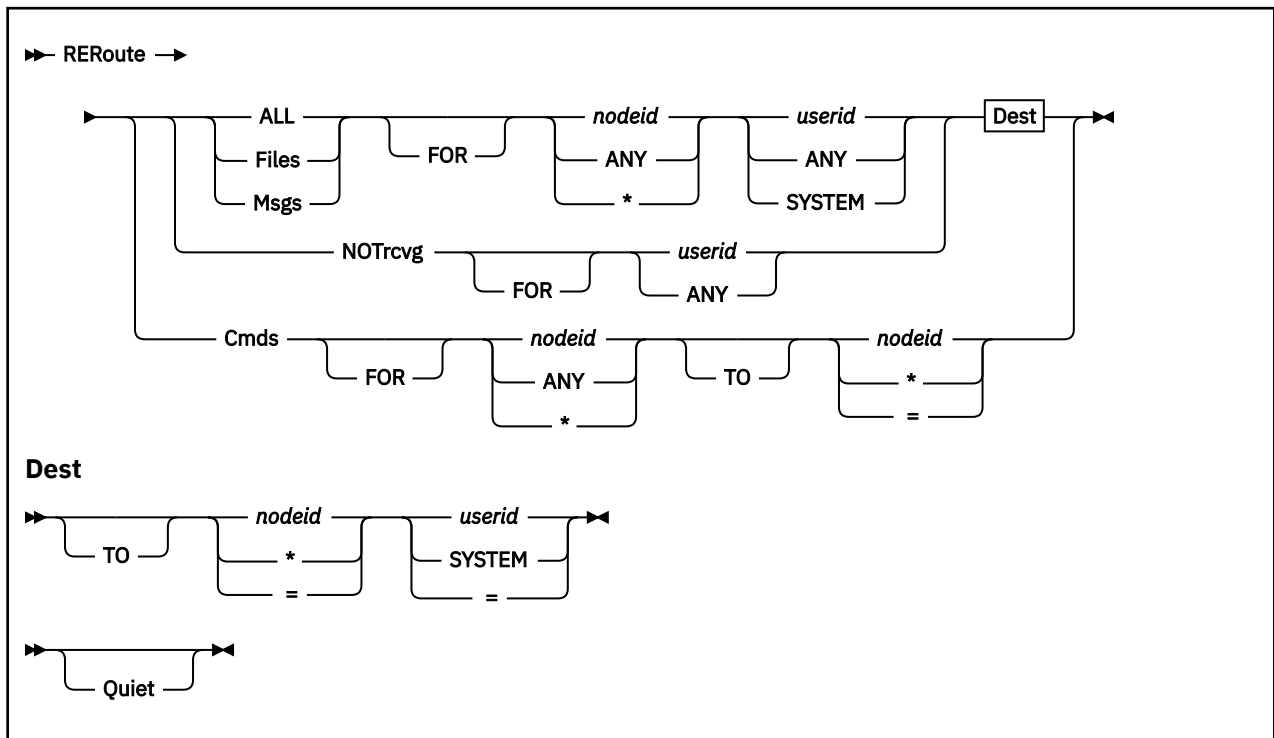 RERoute
ALL FOR nodeid userid Dest
Files ANY ANY
Msgs * SYSTEM
NOTrcvg FOR userid
ANY
Cmds FOR nodeid TO nodeid
ANY *
* =
Dest
TO nodeid userid
* SYSTEM
= =
Quiet